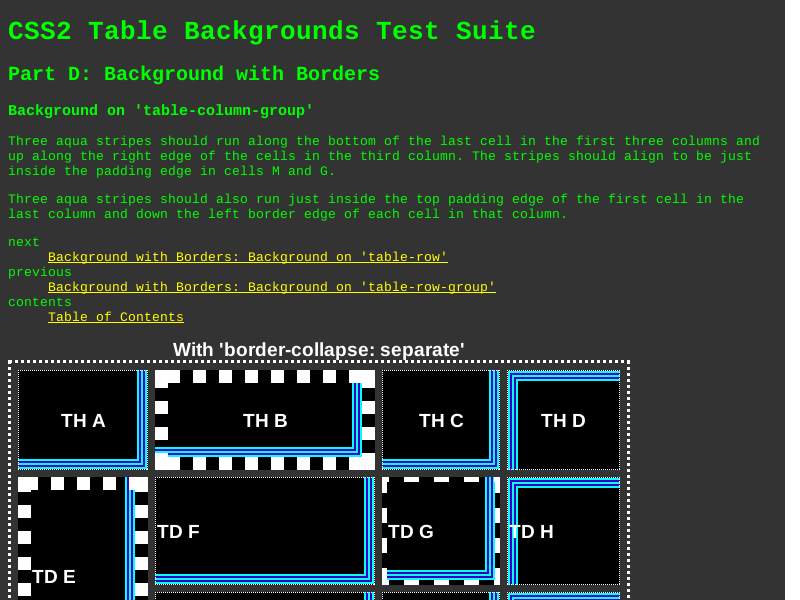 CSS2 Table Backgrounds Test Suite
Part D: Background with Borders
Background on 'table-column-group'
Three aqua stripes should run along the bottom of the last cell in the first three columns and
up along the right edge of the cells in the third column. The stripes should align to be just
inside the padding edge in cells M and G.
Three aqua stripes should also run just inside the top padding edge of the first cell in the
last column and down the left border edge of each cell in that column.
next
Background with Borders: Background on 'table-row'
previous
Background with Borders: Background on 'table-row-group'
contents
Table of Contents
With 'border-collapse: separate'
TH A TH B TH C TH D
TD F TD G TD H
TD E